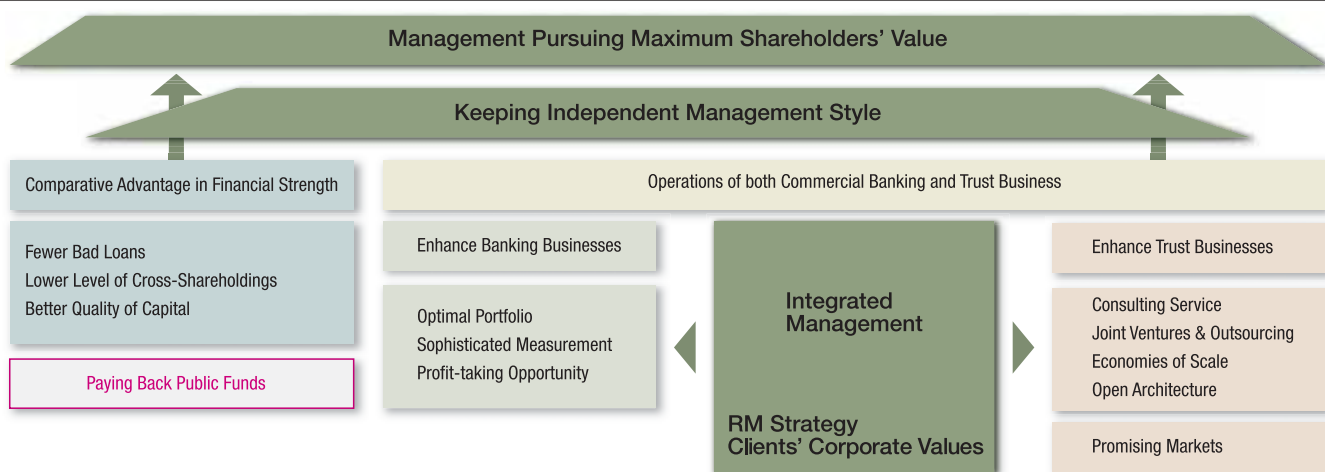 Management Pursuing Maximum Shareholders’ Value
Keeping Independent Management Style
Comparative Advantage in Financial Strength
Fewer Bad Loans
Lower Level of Cross-Shareholdings
Better Quality of Capital
Paying Back Public Funds
Operations of both Commercial Banking and Trust Business
Enhance Banking Businesses
Optimal Portfolio
Sophisticated Measurement
Profit-taking Opportunity
Integrated
Management
RM Strategy
Clients’ Corporate Values
Enhance Trust Businesses
Consulting Service
Joint Ventures & Outsourcing
Economies of Scale
Open Architecture
Promising Markets